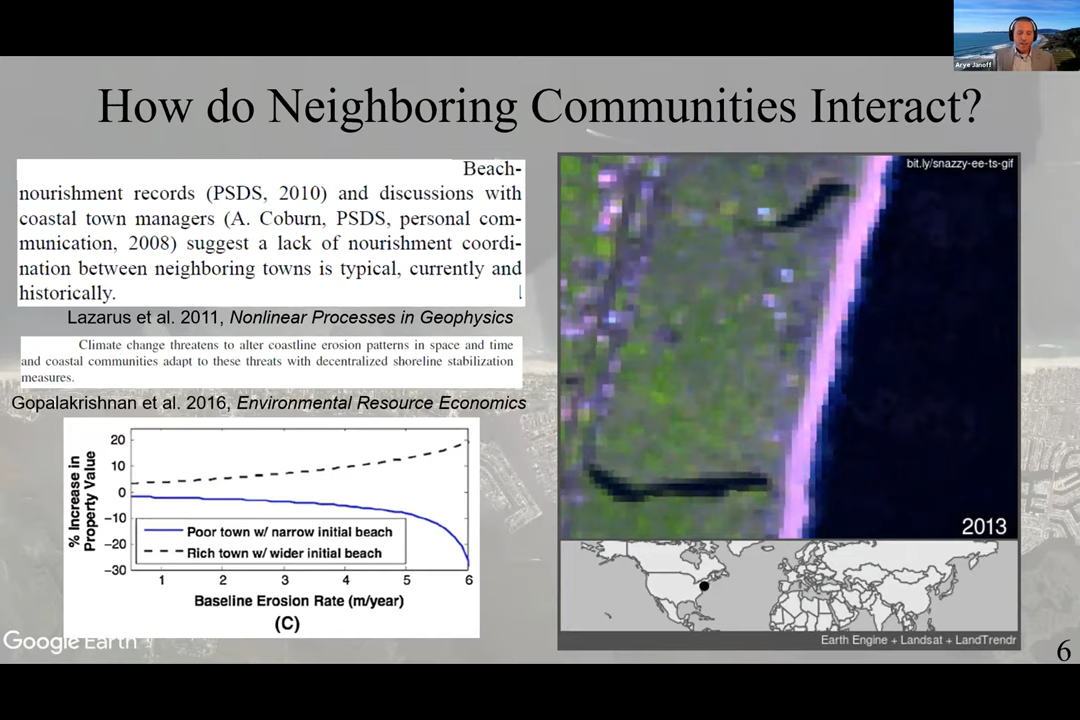 Arye Janoff
How do Neighboring Communities Interact?
Beach-
nourishment records (PSDS, 2010) and discussions with
coastal town managers (A. Coburn, PSDS, personal com-
munication, 2008) suggest a lack of nourishment coordi-
nation between neighboring towns is typical, currently and
historically.
Lazarus et al. 2011, Nonlinear Processes in Geophysics
Climate change threatens to alter coastline erosion patterns in space and time
and coastal communities adapt to these threats with decentralized shoreline stabilization
measures.
Gopalakrishnan et al. 2016, Environmental Resource Economics
% Increase in
Property Value
20
10
0
-10
-20
-30
Poor town w/ narrow initial beach
Rich town w/ wider initial beach
1 2 3 4 5 6
Baseline Erosion Rate (m/year)
(C)
Google Earth
bit.ly/snazzy-ee-ts-gif
2013
Earth Engine + Landsat + LandTrendr
6